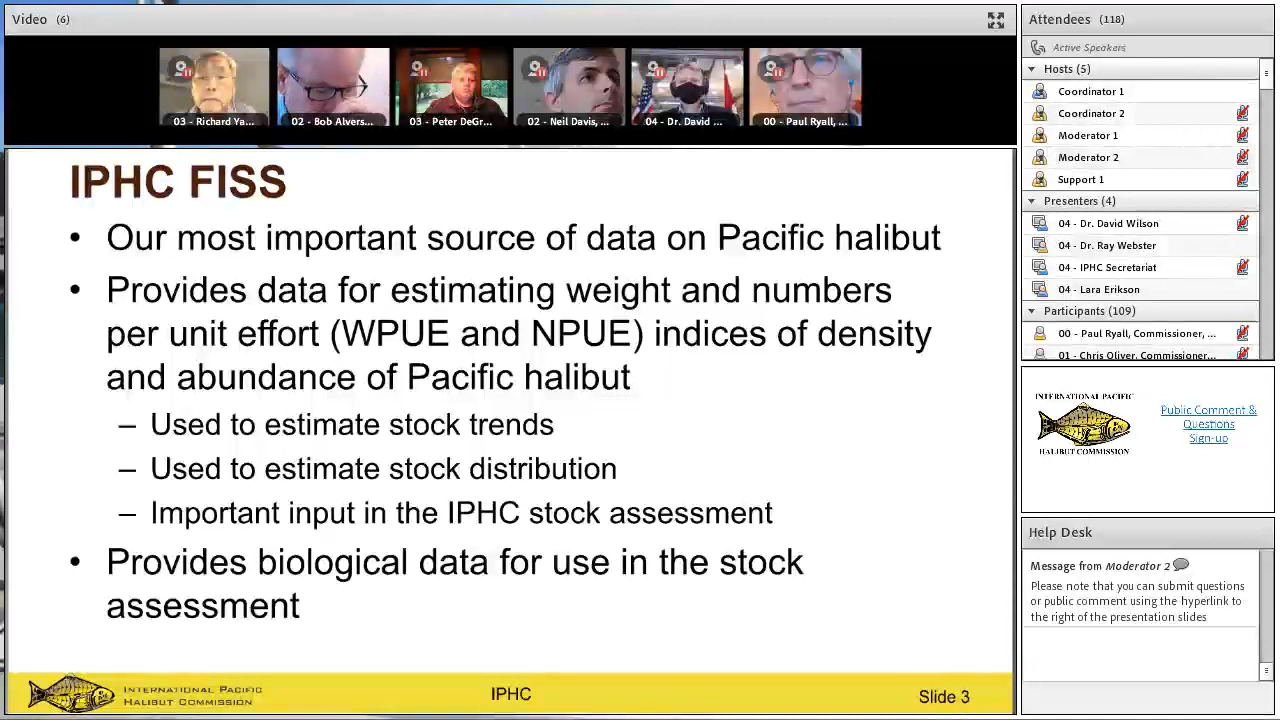 Video (6)
03 - Richard Ya...
02 - Bob Alvers...
03 - Peter DeGr...
02 - Neil Davis, ...
04 - Dr. David ...
00 - Paul Ryall, ...
IPHC FISS
• Our most important source of data on Pacific halibut
• Provides data for estimating weight and numbers
per unit effort (WPUE and NPUE) indices of density
and abundance of Pacific halibut
– Used to estimate stock trends
– Used to estimate stock distribution
– Important input in the IPHC stock assessment
• Provides biological data for use in the stock
assessment
INTERNATIONAL PACIFIC
HALIBUT COMMISSION
IPHC
Slide 3
Attendees (118)
Active Speakers
Hosts (5)
Coordinator 1
Coordinator 2
Moderator 1
Moderator 2
Support 1
Presenters (4)
04 - Dr. David Wilson
04 - Dr. Ray Webster
04 - IPHC Secretariat
04 - Lara Erikson
Participants (109)
00 - Paul Ryall, Commissioner, ...
01 - Chris Oliver, Commissioner...
INTERNATIONAL PACIFIC
HALIBUT COMMISSION
Public Comment &
Questions
Sign-up
Help Desk
Message from Moderator 2
Please note that you can submit questions
or public comment using the hyperlink to
the right of the presentation slides